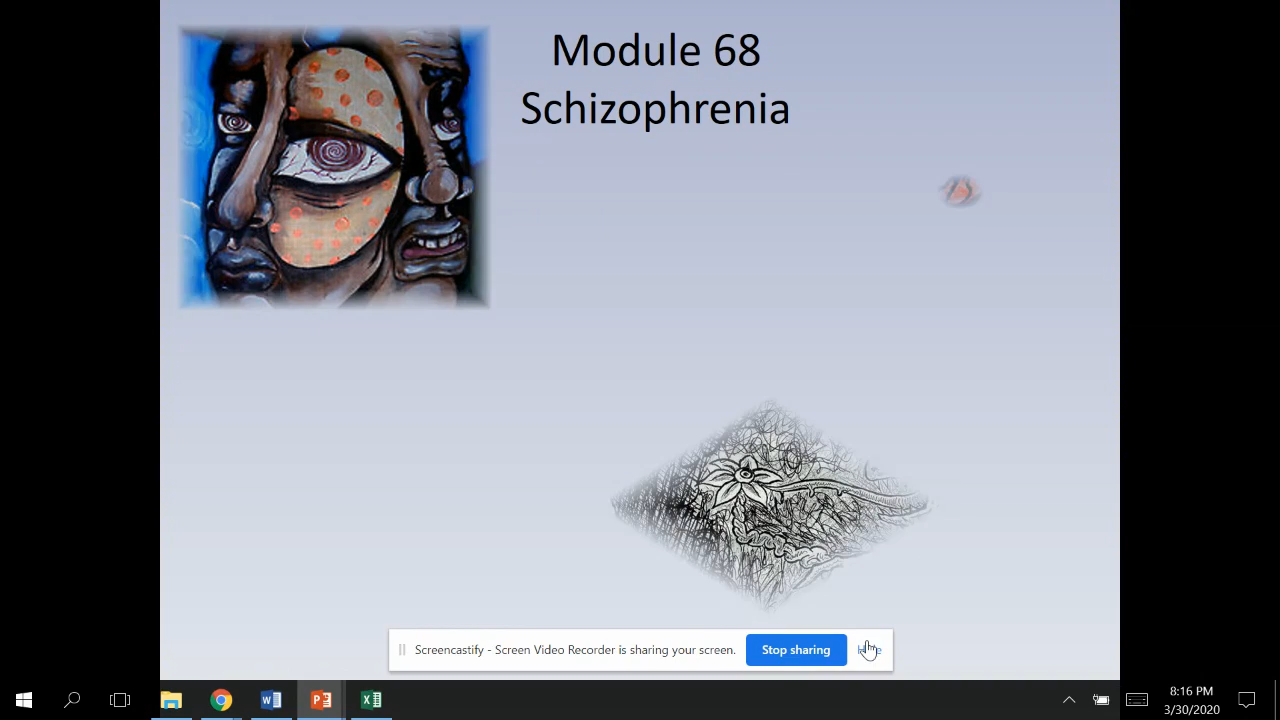 Module 68
Schizophrenia
Screencastify - Screen Video Recorder is sharing your screen.
Stop sharing
8:16 PM
3/30/2020